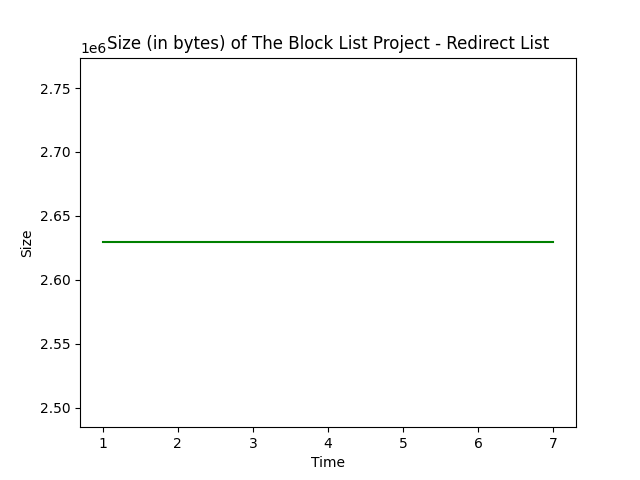 Size (in bytes) of The Block List Project - Redirect List
1e6
2.75
2.70
2.65
2.60
2.55
2.50
Size
1 2 3 4 5 6 7
Time